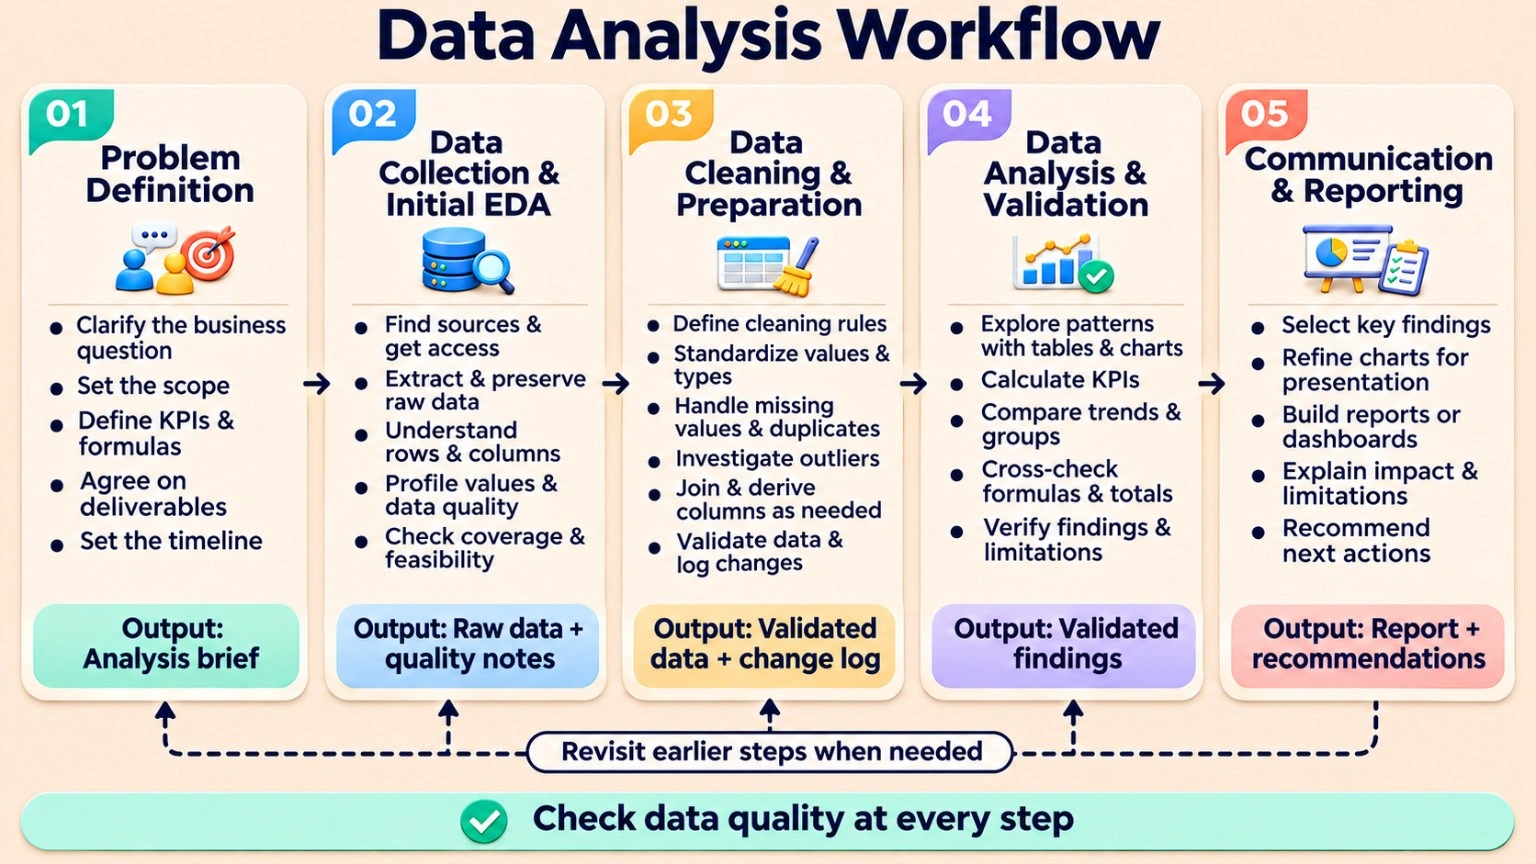 Data Analysis Workflow
01
Problem
Definition
• Clarify the business
question
• Set the scope
• Define KPIs &
formulas
• Agree on
deliverables
• Set the timeline
Output:
Analysis brief
02
Data
Collection &
Initial EDA
• Find sources &
get access
• Extract & preserve
raw data
• Understand
rows & columns
• Profile values &
data quality
• Check coverage &
feasibility
Output: Raw data +
quality notes
03
Data
Cleaning &
Preparation
• Define cleaning rules
• Standardize values &
types
• Handle missing
values & duplicates
• Investigate outliers
• Join & derive
columns as needed
• Validate data &
log changes
Output: Validated
data + change log
04
Data
Analysis &
Validation
• Explore patterns
with tables & charts
• Calculate KPIs
• Compare trends &
groups
• Cross-check
formulas & totals
• Verify findings &
limitations
Output: Validated
findings
05
Communication
& Reporting
• Select key findings
• Refine charts for
presentation
• Build reports or
dashboards
• Explain impact &
limitations
• Recommend
next actions
Output: Report +
recommendations
Revisit earlier steps when needed
Check data quality at every step